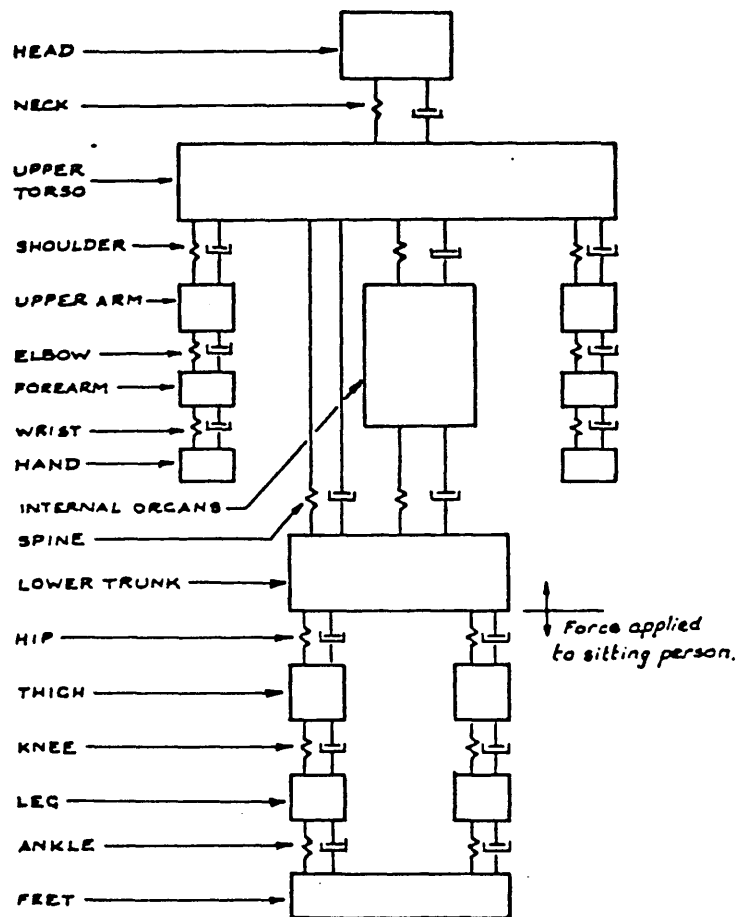 HEAD
NECK
UPPER
TORSO
SHOULDER
UPPER ARM
ELBOW
FOREARM
WRIST
HAND
INTERNAL ORGANS
SPINE
LOWER TRUNK
Force applied
to sitting person.
HIP
THIGH
KNEE
LEG
ANKLE
FEET